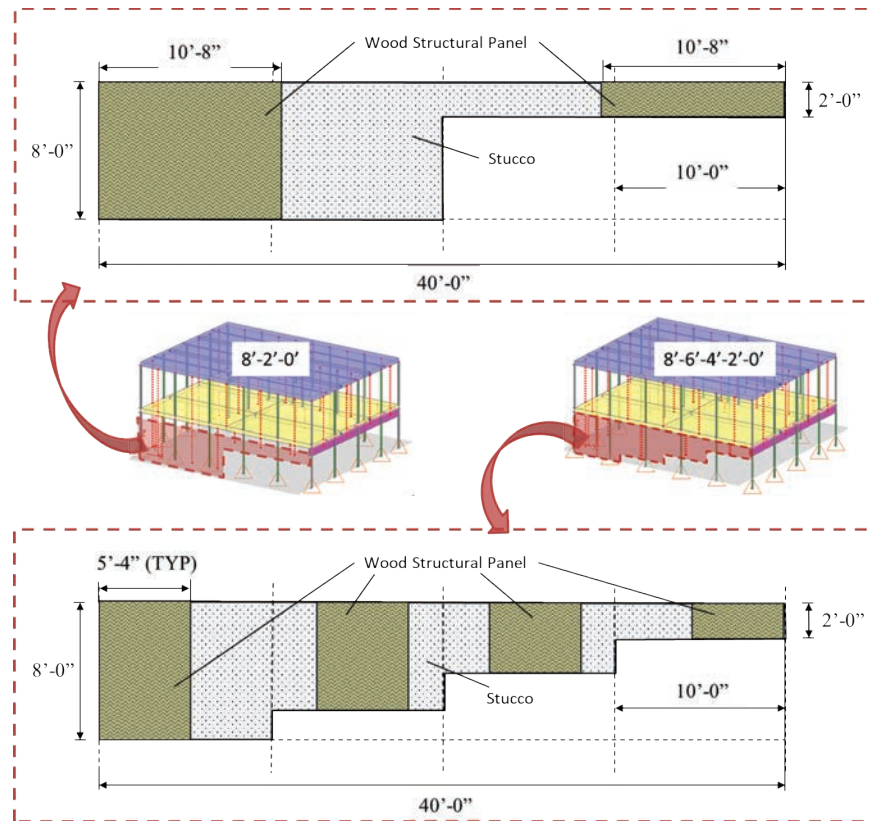 10’-8”
Wood Structural Panel
10’-8”
2’-0”
8’-0”
Stucco
10’-0”
40’-0”
8’-2’-0’
8’-6’-4’-2’-0’
5’-4” (TYP)
Wood Structural Panel
2’-0”
8’-0”
Stucco
10’-0”
40’-0”